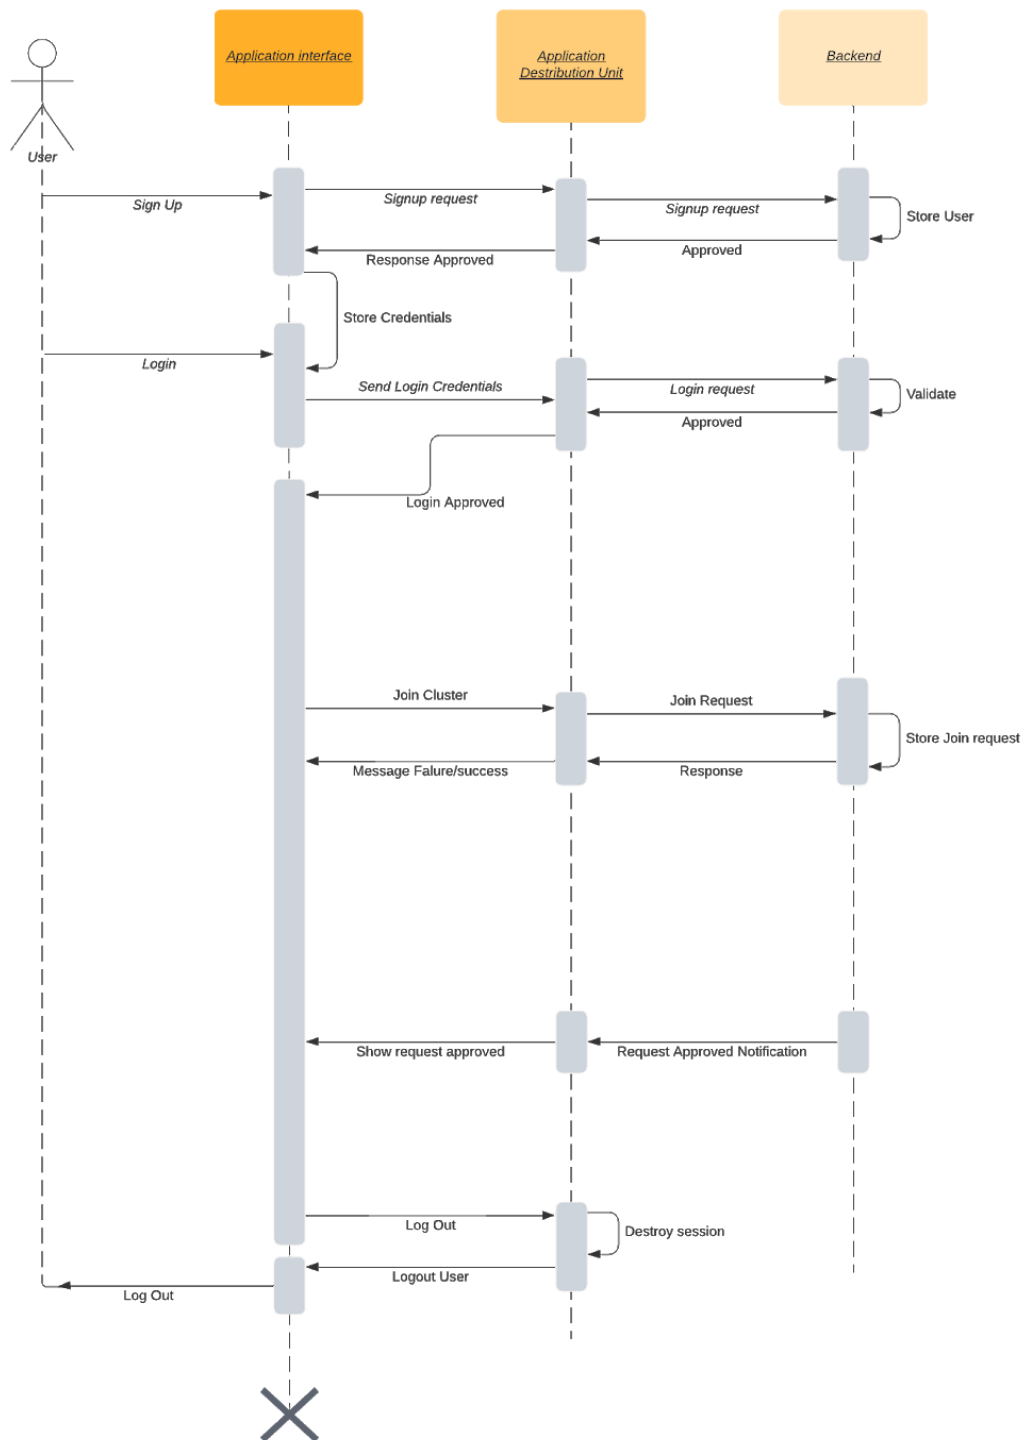 Application interface
Application
Destribution Unit
Backend
User
Sign Up
Signup request
Signup request
Store User
Response Approved
Approved
Store Credentials
Login
Send Login Credentials
Login request
Validate
Approved
Login Approved
Join Cluster
Join Request
Store Join request
Message Falure/success
Response
Show request approved
Request Approved Notification
Log Out
Destroy session
Logout User
Log Out